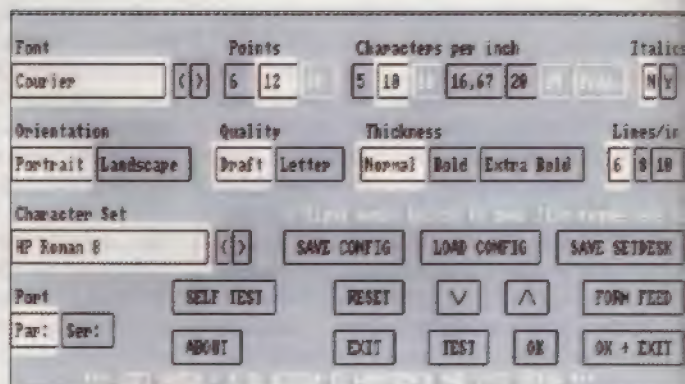 Font Points Characters per inch Italics
Courier < > 6 12 5 10 16,67 20 N Y
Orientation Quality Thickness Lines/in
Portrait Landscape Draft Letter Normal Bold Extra Bold 6 8 10
Character Set
HP Roman 8 < > SAVE CONFIG LOAD CONFIG SAVE SETDESK
Port SELF TEST RESET \/ /\ FORM FEED
Par: Ser: ABOUT EXIT TEST OK OK + EXIT